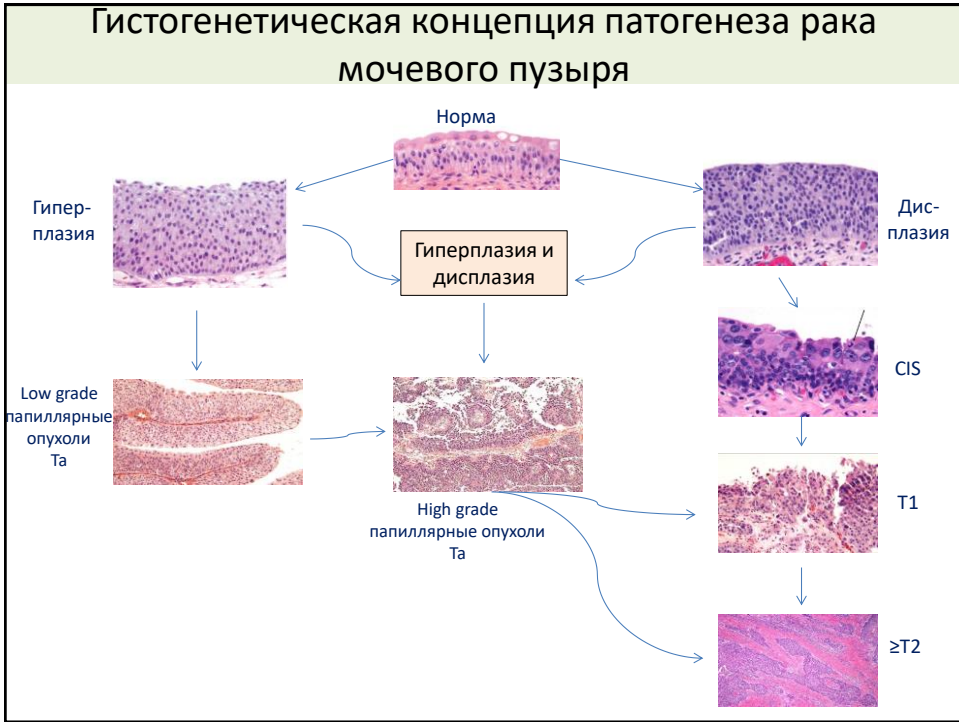 Гистогенетическая концепция патогенеза рака
мочевого пузыря
Норма
Гипер-
плазия
Гиперплазия и
дисплазия
Дис-
плазия
CIS
Low grade
папиллярные
опухоли
Ta
High grade
папиллярные опухоли
Ta
T1
≥T2